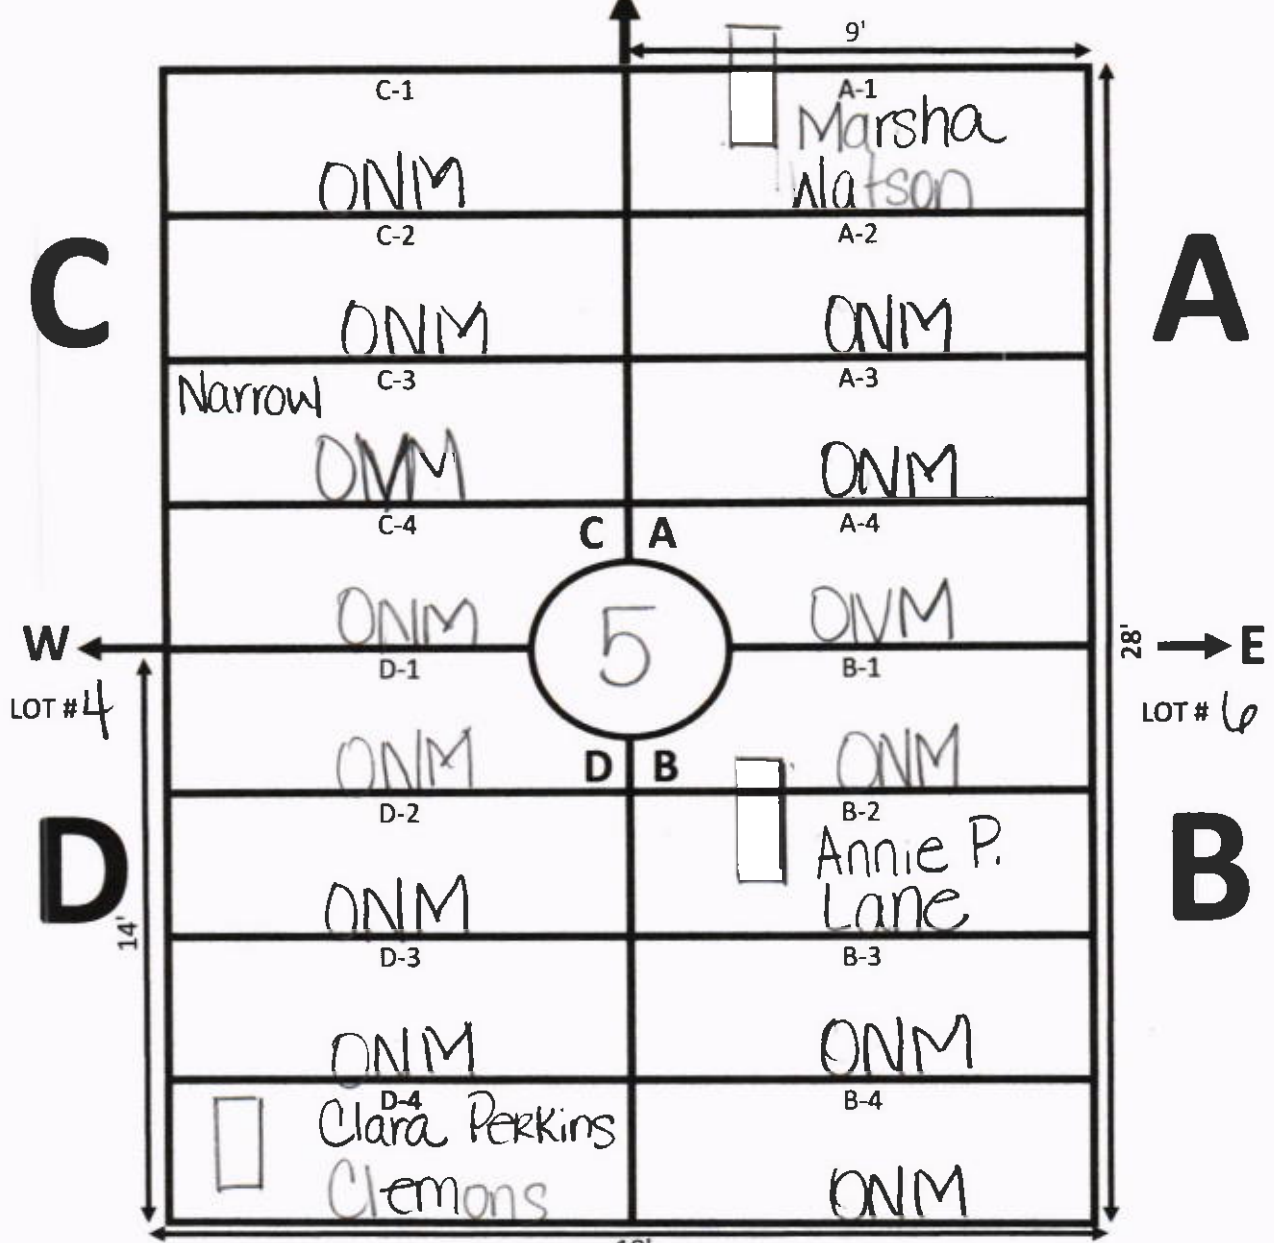 9'
C-1
A-1
Marsha
Watson
ONM
C-2
A-2
ONM
ONM
C
A
C-3
A-3
Narrow
ONM
ONM
C-4
A-4
C A
ONM
ONM
W
5
28'
E
D-1
B-1
LOT # 4
LOT # 6
ONM
ONM
D B
D-2
B-2
Annie P.
Lane
ONM
D
B
14'
D-3
B-3
ONM
ONM
D-4
B-4
Clara Perkins
Clemons
ONM